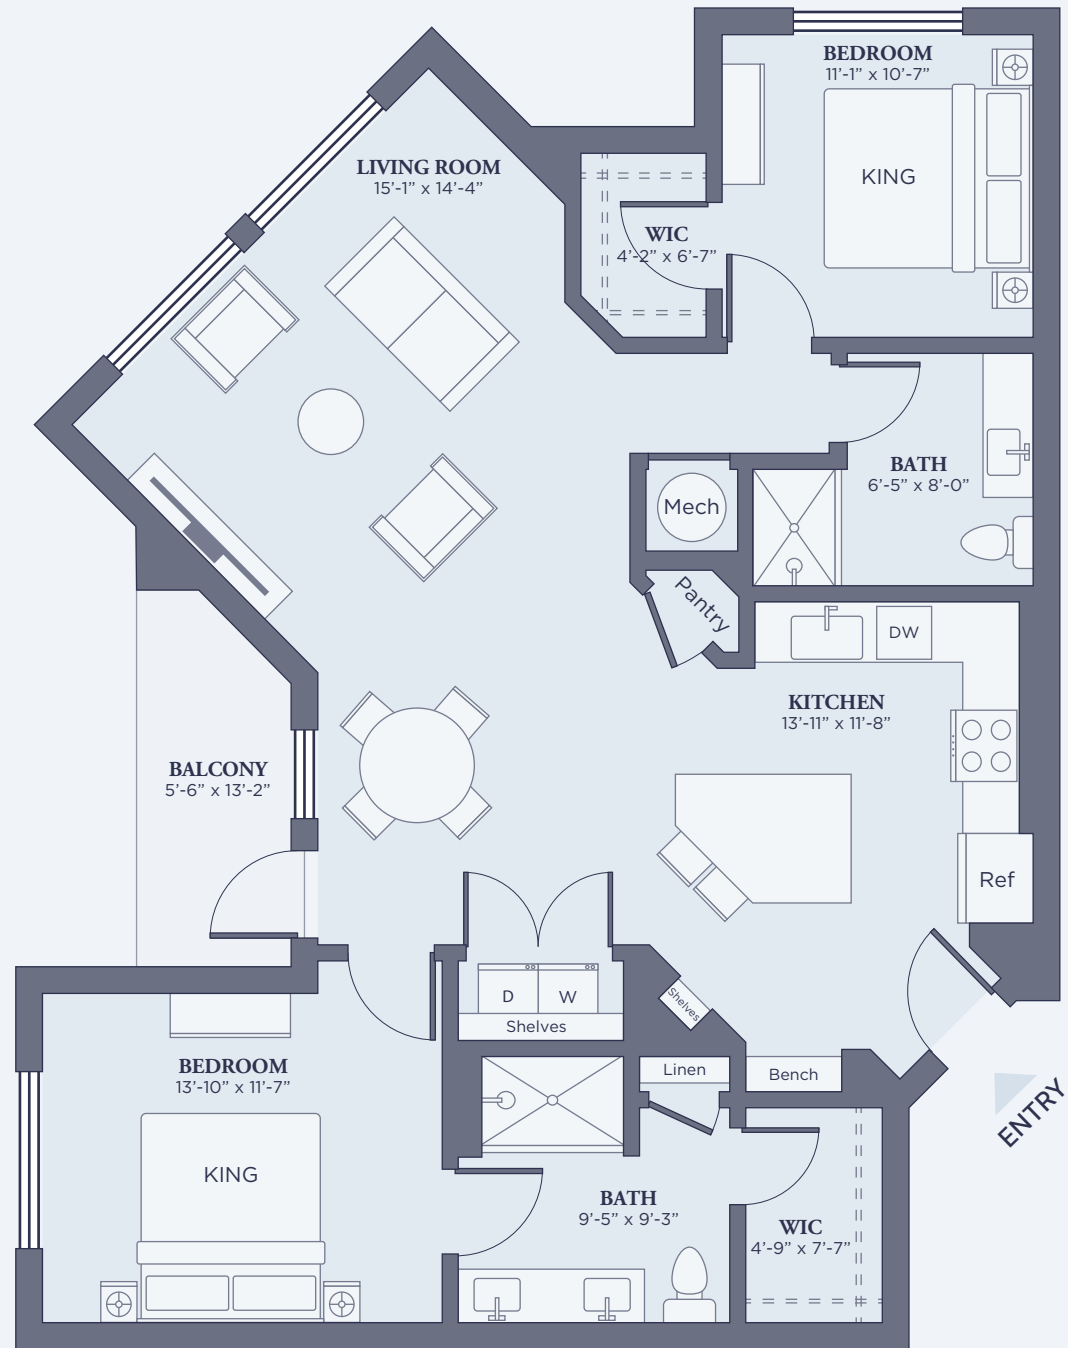 BEDROOM
11’-1” x 10’-7”
KING
LIVING ROOM
15’-1” x 14’-4”
WIC
4’-2” x 6’-7”
BATH
6’-5” x 8’-0”
Mech
Pantry
DW
KITCHEN
13’-11” x 11’-8”
BALCONY
5’-6” x 13’-2”
Ref
D
W
Shelves
Shelves
BEDROOM
13’-10” x 11’-7”
Linen
Bench
ENTRY
KING
BATH
9’-5” x 9’-3”
WIC
4’-9” x 7’-7”